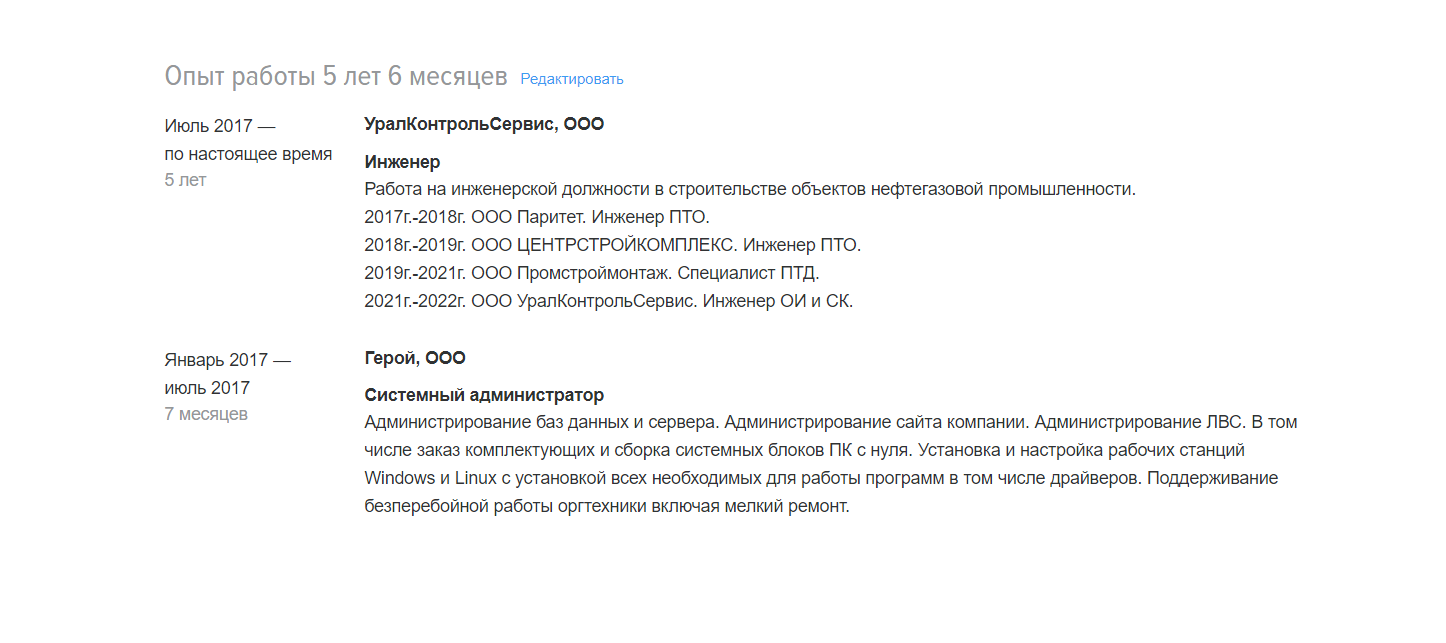 Опыт работы 5 лет 6 месяцев Редактировать
Июль 2017 —
по настоящее время
5 лет
УралКонтрольСервис, ООО
Инженер
Работа на инженерской должности в строительстве объектов нефтегазовой промышленности.
2017г.-2018г. ООО Паритет. Инженер ПТО.
2018г.-2019г. ООО ЦЕНТРСТРОЙКОМПЛЕКС. Инженер ПТО.
2019г.-2021г. ООО Промстроймонтаж. Специалист ПТД.
2021г.-2022г. ООО УралКонтрольСервис. Инженер ОИ и СК.
Январь 2017 —
июль 2017
7 месяцев
Герой, ООО
Системный администратор
Администрирование баз данных и сервера. Администрирование сайта компании. Администрирование ЛВС. В том
числе заказ комплектующих и сборка системных блоков ПК с нуля. Установка и настройка рабочих станций
Windows и Linux с установкой всех необходимых для работы программ в том числе драйверов. Поддерживание
безперебойной работы оргтехники включая мелкий ремонт.